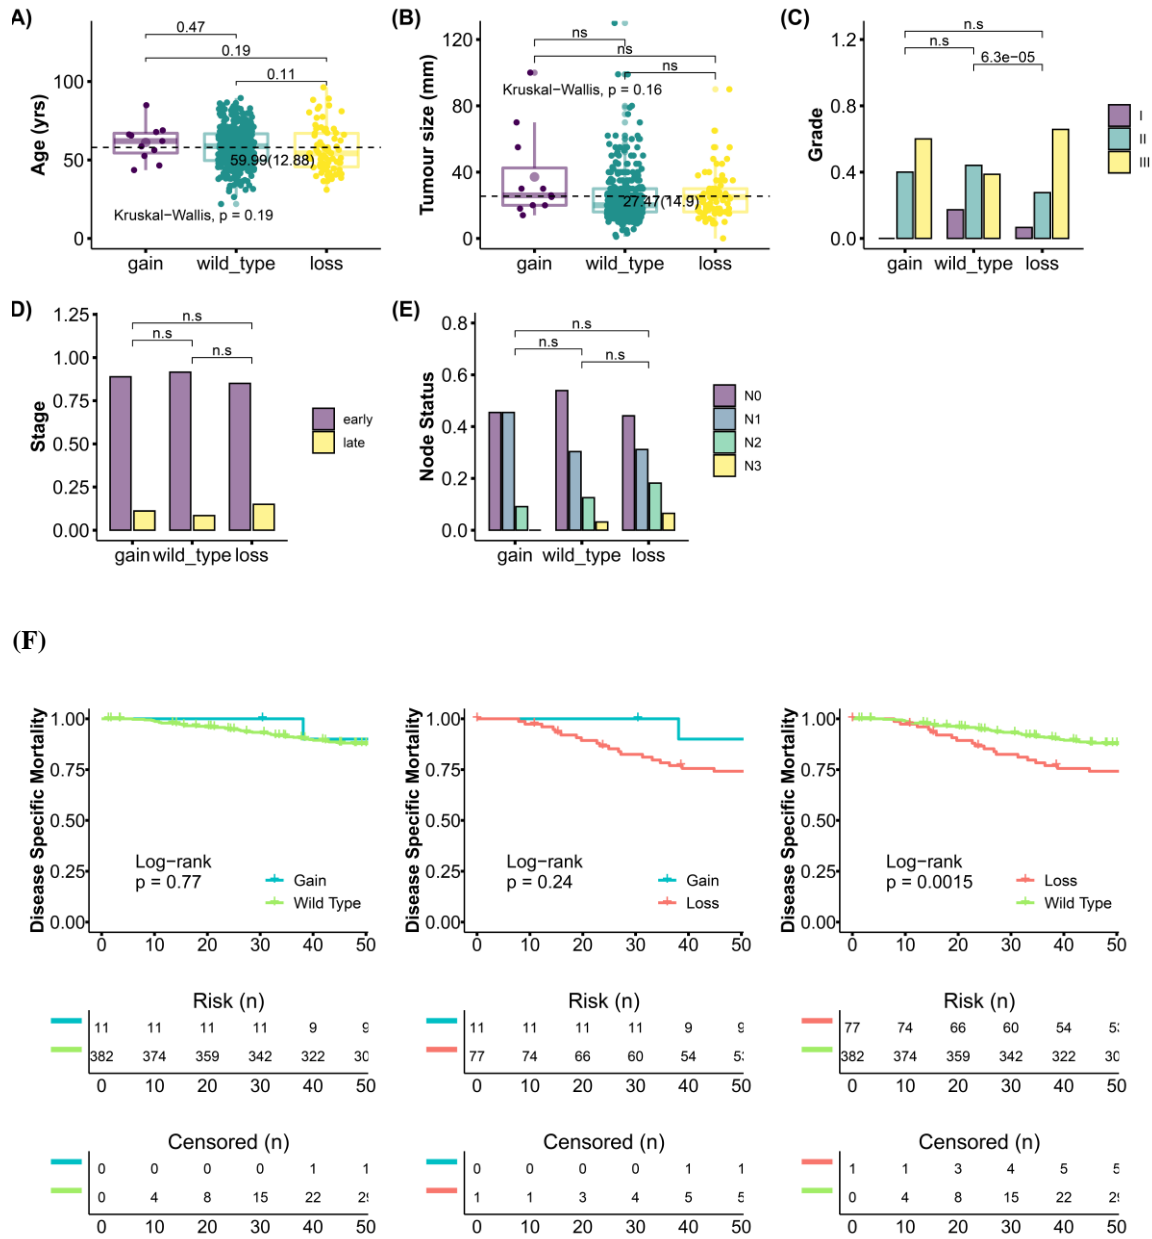 A)
0.47
0.19
0.11
Age (yrs)
100
50
0
59.99(12.88)
Kruskal−Wallis, p = 0.19
gain wild_type loss
(B)
ns
ns
ns
Kruskal−Wallis, p = 0.16
Tumour size (mm)
120
80
40
0
27.47(14.9)
gain wild_type loss
(C)
n.s
n.s
6.3e−05
Grade
1.2
0.8
0.4
0.0
gain wild_type loss
I
II
III
D)
n.s
n.s
n.s
Stage
1.25
1.00
0.75
0.50
0.25
0.00
gain wild_type loss
early
late
(E)
n.s
n.s
n.s
Node Status
0.8
0.6
0.4
0.2
0.0
gain wild_type loss
N0
N1
N2
N3
(F)
Disease Specific Mortality
1.00
0.75
0.50
0.25
0.00
Log−rank
p = 0.77
Gain
Wild Type
0 10 20 30 40 50
Disease Specific Mortality
1.00
0.75
0.50
0.25
0.00
Log−rank
p = 0.24
Gain
Loss
0 10 20 30 40 50
Disease Specific Mortality
1.00
0.75
0.50
0.25
0.00
Log−rank
p = 0.0015
Loss
Wild Type
0 10 20 30 40 50
Risk (n)
11 11 11 11 9 9
382 374 359 342 322 30
0 10 20 30 40 50
Risk (n)
11 11 11 11 9 9
77 74 66 60 54 5
0 10 20 30 40 50
Risk (n)
77 74 66 60 54 5
382 374 359 342 322 30
0 10 20 30 40 50
Censored (n)
0 0 0 0 1 1
0 4 8 15 22 2
0 10 20 30 40 50
Censored (n)
0 0 0 0 1 1
1 1 3 4 5 5
0 10 20 30 40 50
Censored (n)
1 1 3 4 5 5
0 4 8 15 22 2
0 10 20 30 40 50